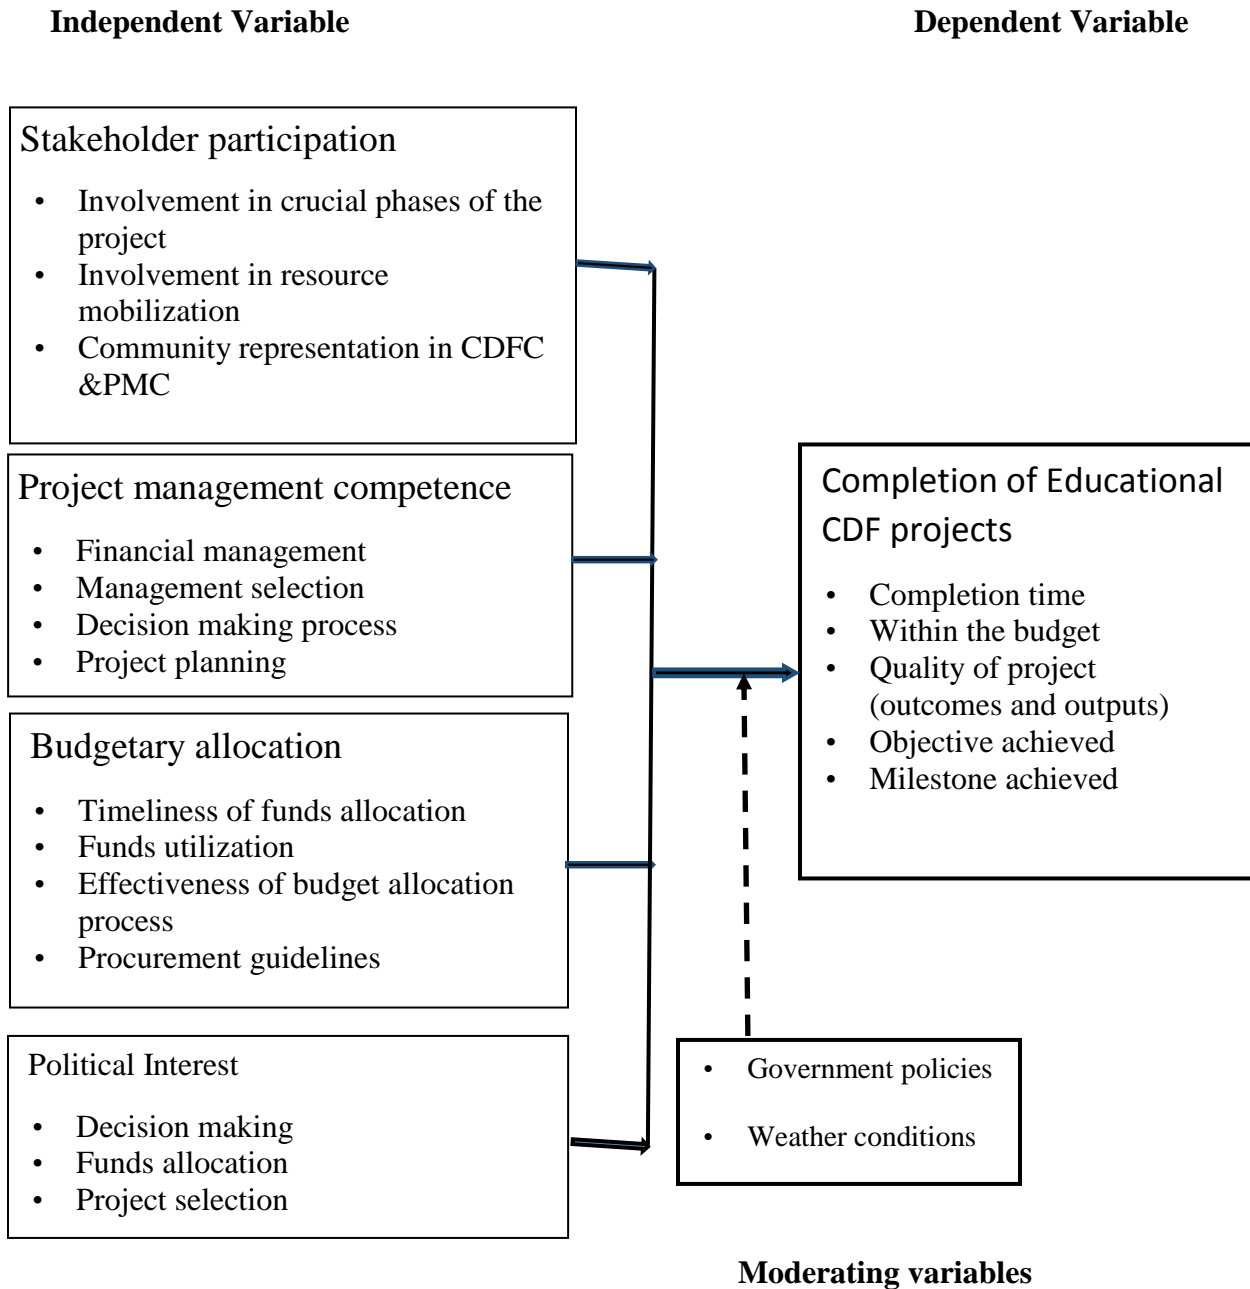 Independent Variable
Dependent Variable
Stakeholder participation
• Involvement in crucial phases of the
project
• Involvement in resource
mobilization
• Community representation in CDFC
&PMC
Project management competence
• Financial management
• Management selection
• Decision making process
• Project planning
Budgetary allocation
• Timeliness of funds allocation
• Funds utilization
• Effectiveness of budget allocation
process
• Procurement guidelines
Political Interest
• Decision making
• Funds allocation
• Project selection
Completion of Educational
CDF projects
• Completion time
• Within the budget
• Quality of project
(outcomes and outputs)
• Objective achieved
• Milestone achieved
• Government policies
• Weather conditions
Moderating variables